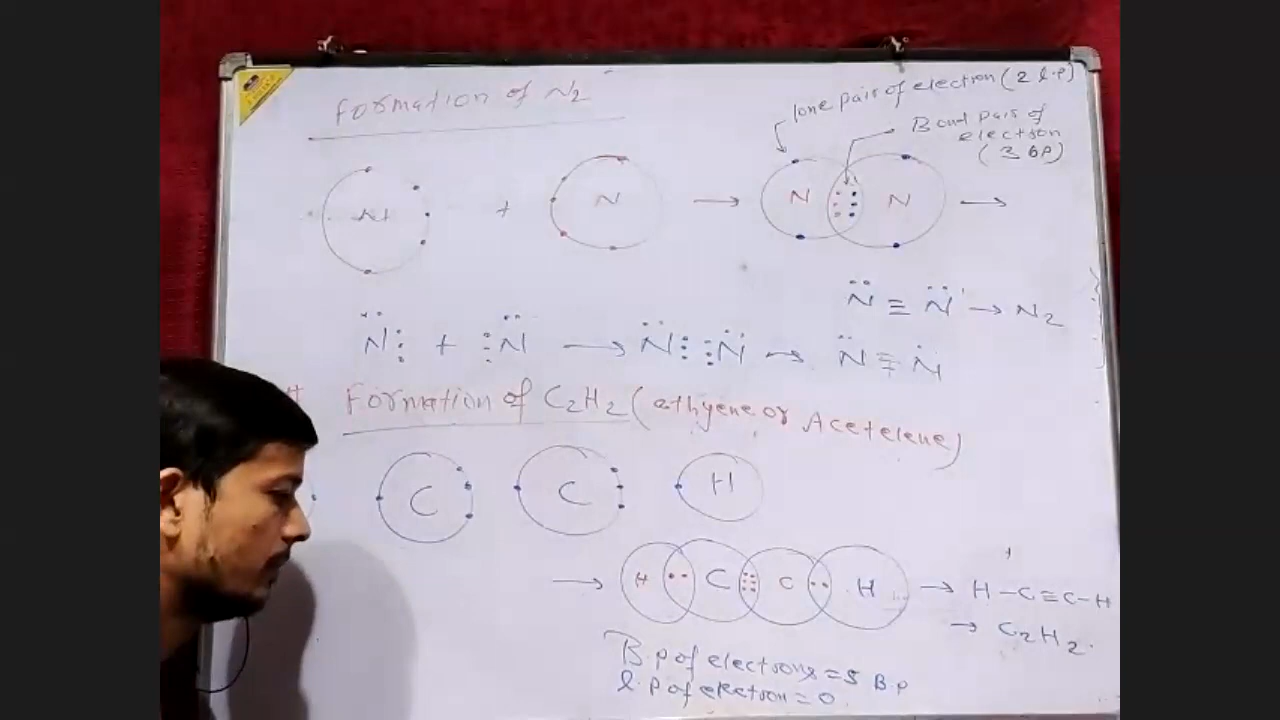 Formation of N2
lone pair of electron (2 l.p)
Bond pair of
electron
(3 bp)
N + N → N N →
N̈ ≡ N̈ → N2
N + N → N N → N ≡ N
Formation of C2H2 (ethyene or Acetelene)
C C H
→ H C C H → H-C≡C-H
→ C2H2.
B.p of electrons = 5 B.p
l.p of electron = 0